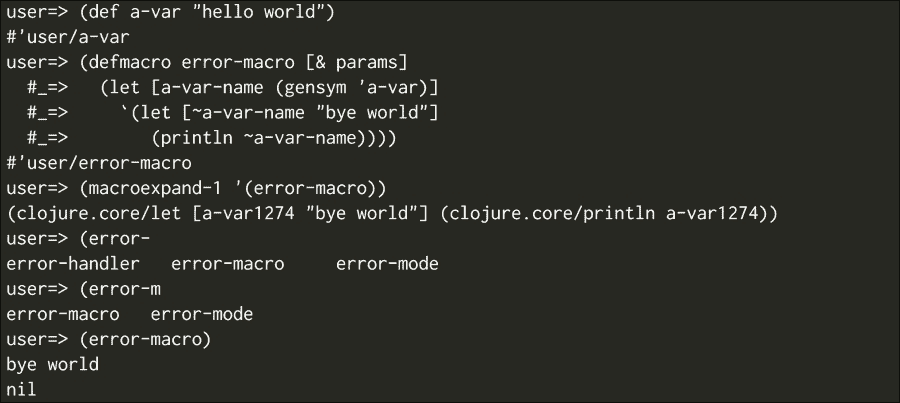 user=> (def a-var "hello world")
#'user/a-var
user=> (defmacro error-macro [& params]
  #_=>   (let [a-var-name (gensym 'a-var)]
  #_=>     `(let [~a-var-name "bye world"]
  #_=>        (println ~a-var-name))))
#'user/error-macro
user=> (macroexpand-1 '(error-macro))
(clojure.core/let [a-var1274 "bye world"] (clojure.core/println a-var1274))
user=> (error-
error-handler   error-macro     error-mode
user=> (error-m
error-macro   error-mode
user=> (error-macro)
bye world
nil